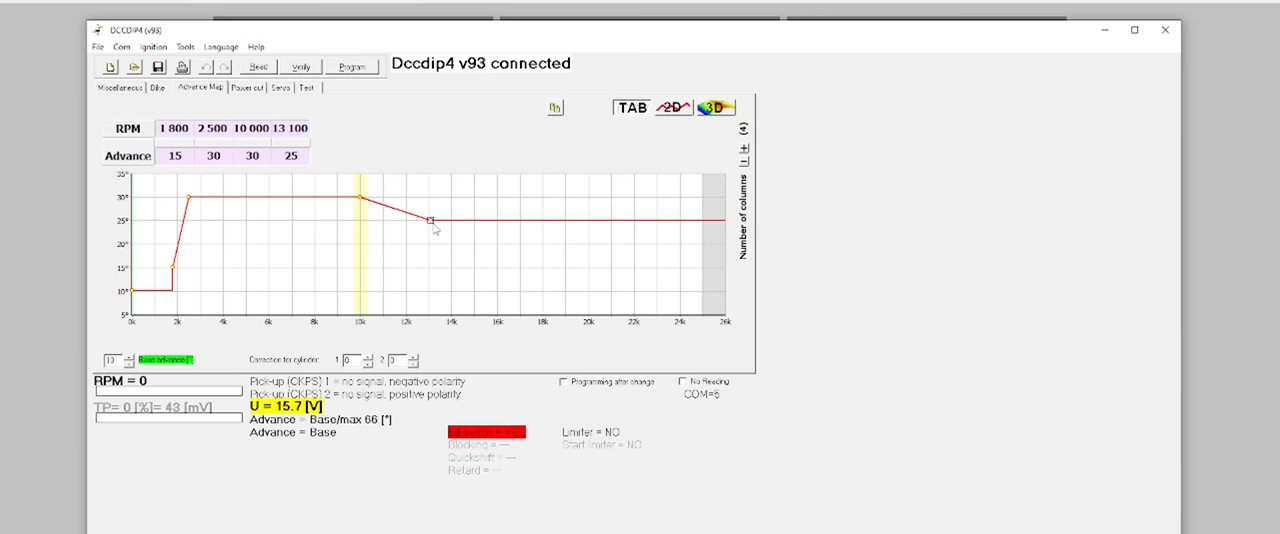 DCCDIP4 (v93)
File Com Ignition Tools Language Help
Read Verify Program Dccdip4 v93 connected
Miscellaneous Bike Advance Map Power out Servo Test
TAB 2D 3D
RPM 1 800 2 500 10 000 13 100
Advance 15 30 30 25
Number of columns - + (4)
35°
30°
25°
20°
15°
10°
5°
0k 2k 4k 6k 8k 10k 12k 14k 16k 18k 20k 22k 24k 26k
10 Base advance [°] Correction for cylinder: 1 0 2 0
RPM = 0 Pick-up (CKPS) 1 = no signal, negative polarity Programming after change No Reading
Pick-up (CKPS) 2 = no signal, positive polarity COM=6
TP= 0 [%]= 43 [mV] U = 15.7 [V]
Advance = Base/max 66 [°]
Advance = Base Limiter = NO
Blocking = --- Start limiter = NO
Quickshift = ---
Retard = ---